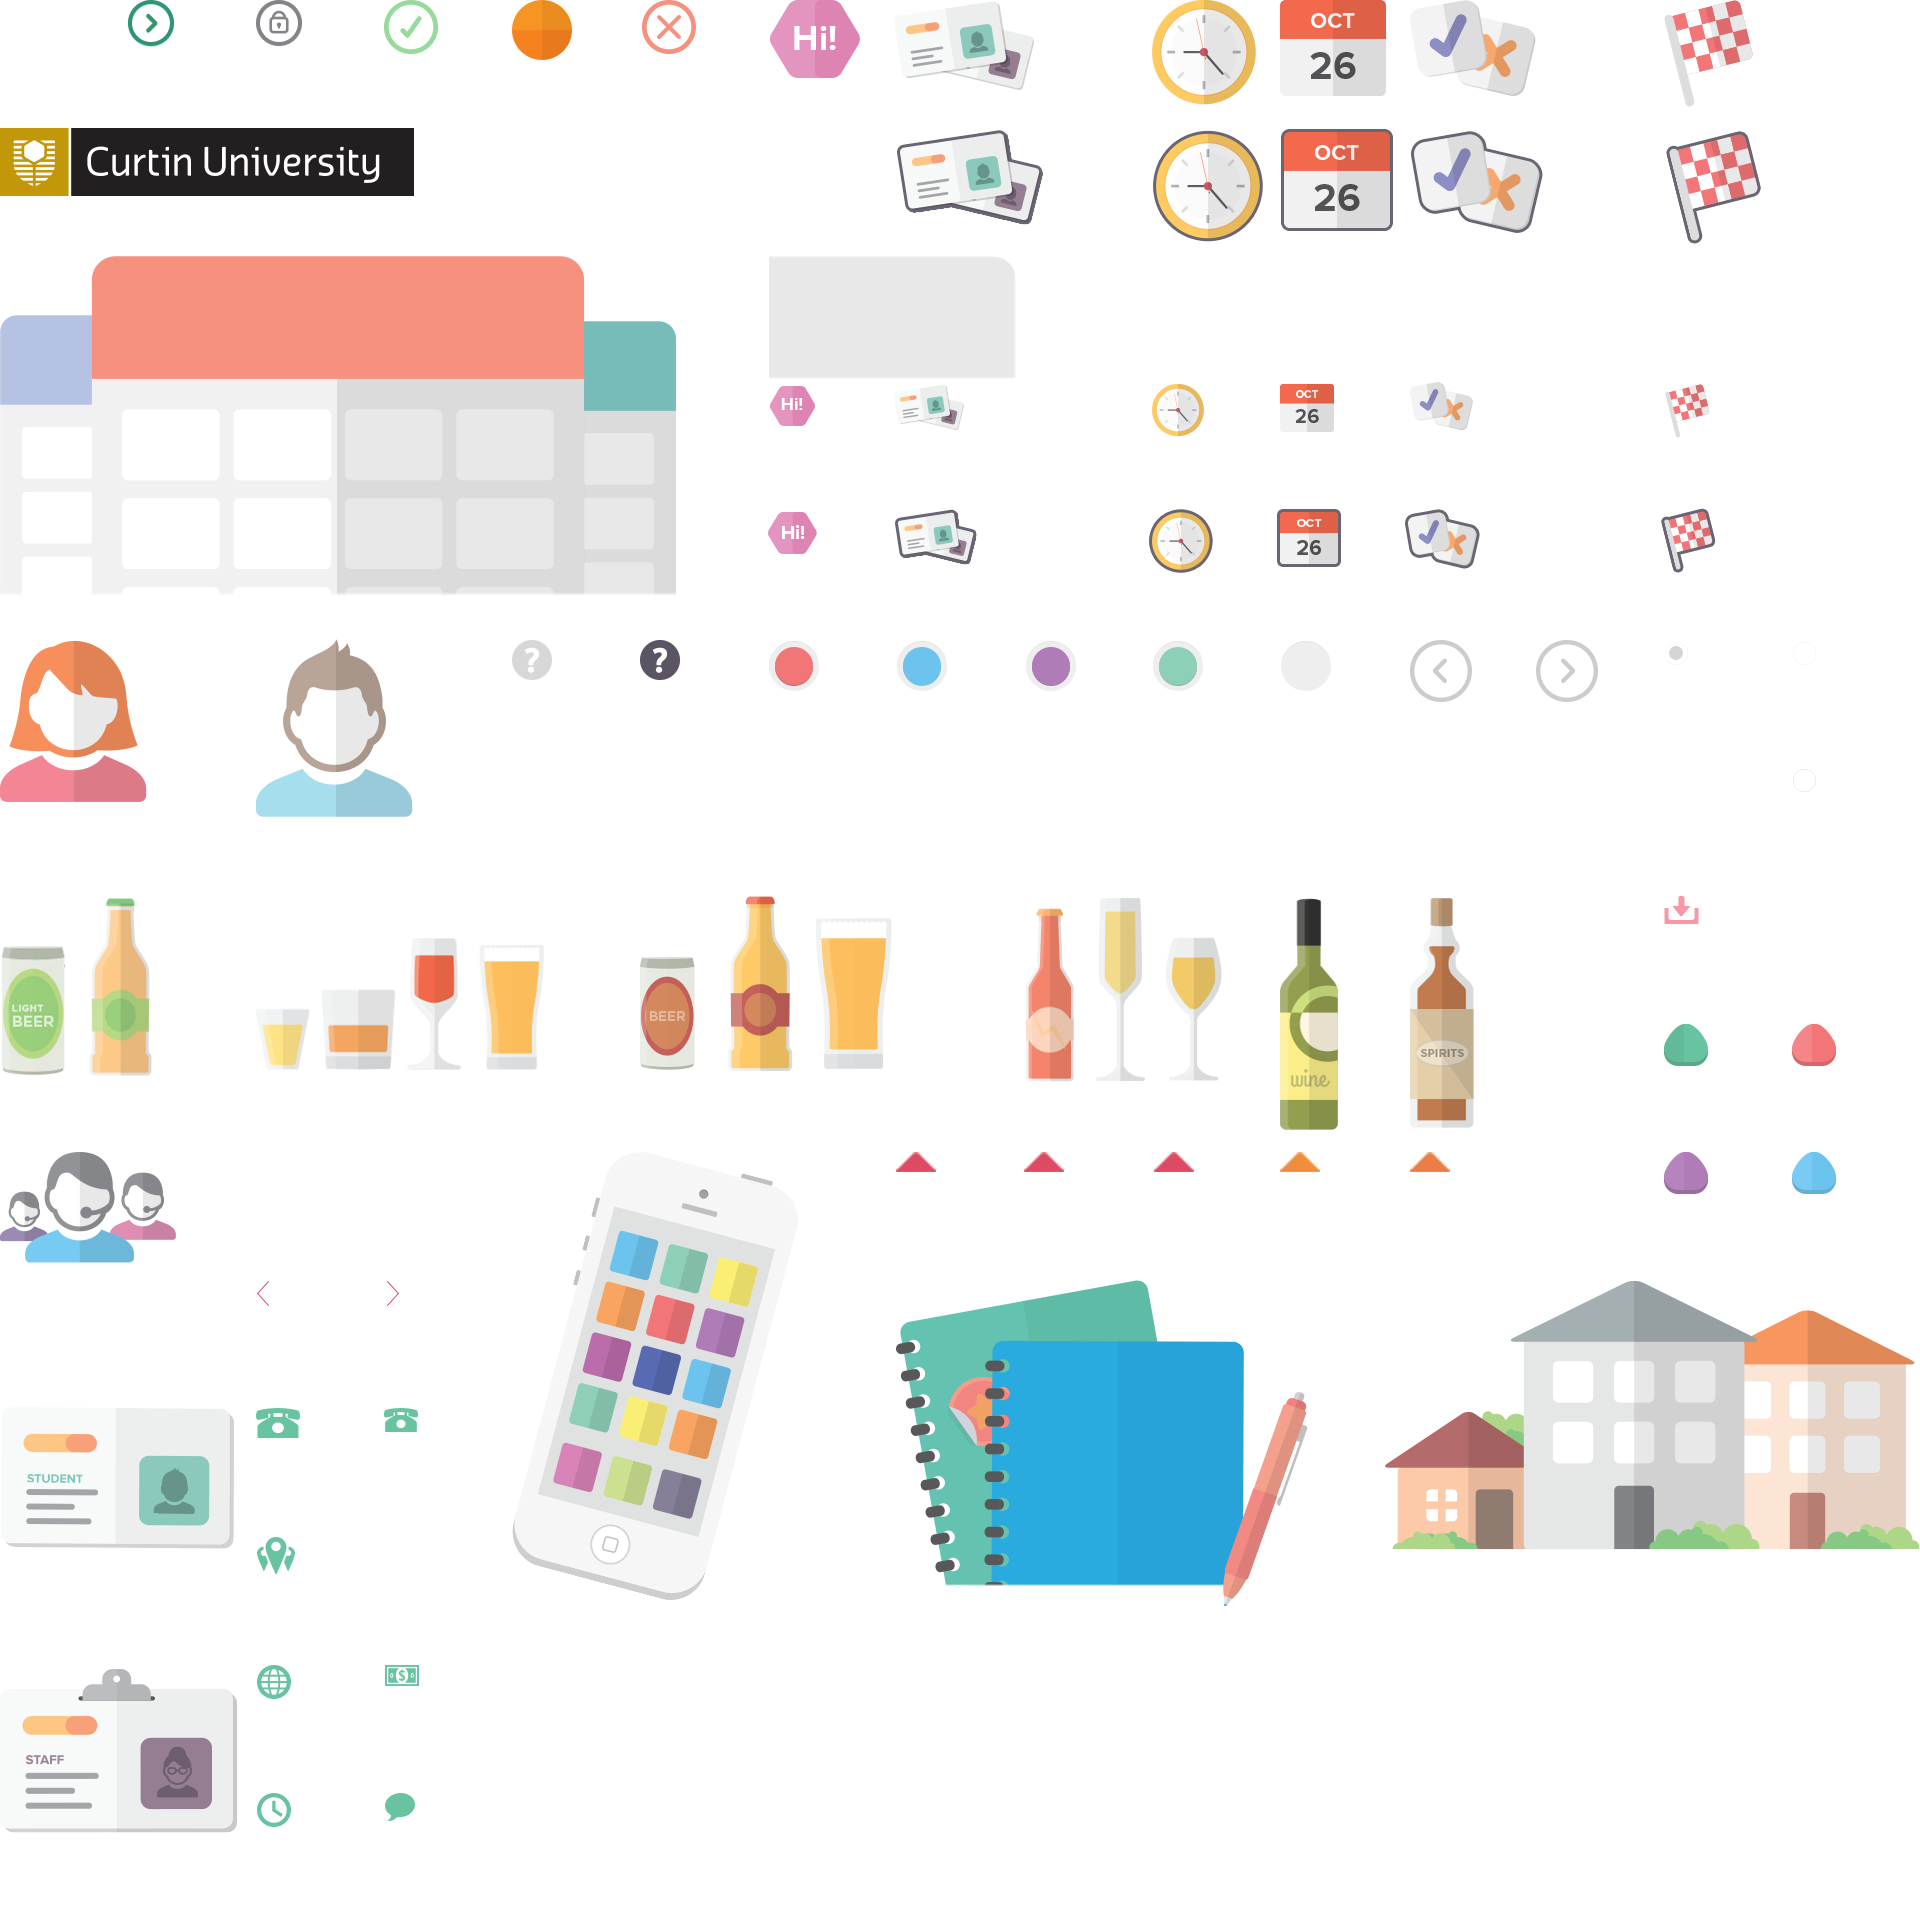 Hi!
OCT
26
Curtin University
OCT
26
Hi!
OCT
26
Hi!
OCT
26
?
?
LIGHT
BEER
BEER
wine
SPIRITS
STUDENT
$
STAFF